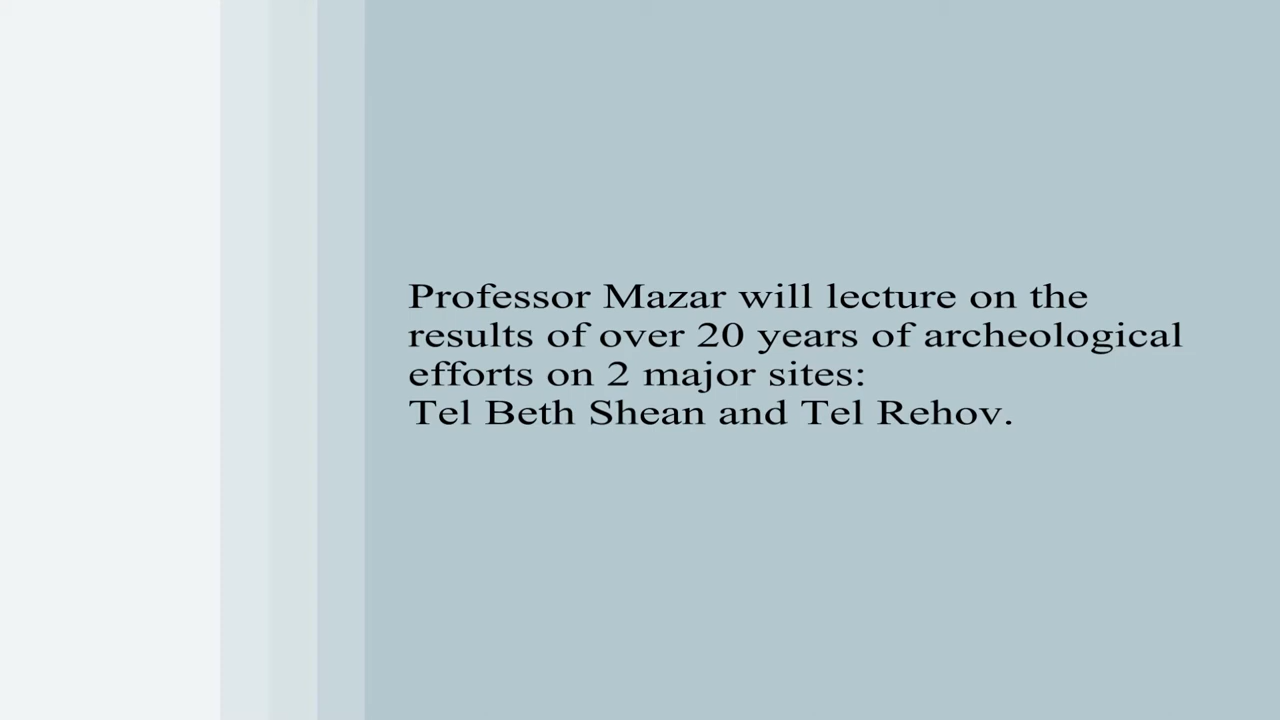 Professor Mazar will lecture on the
results of over 20 years of archeological
efforts on 2 major sites:
Tel Beth Shean and Tel Rehov.